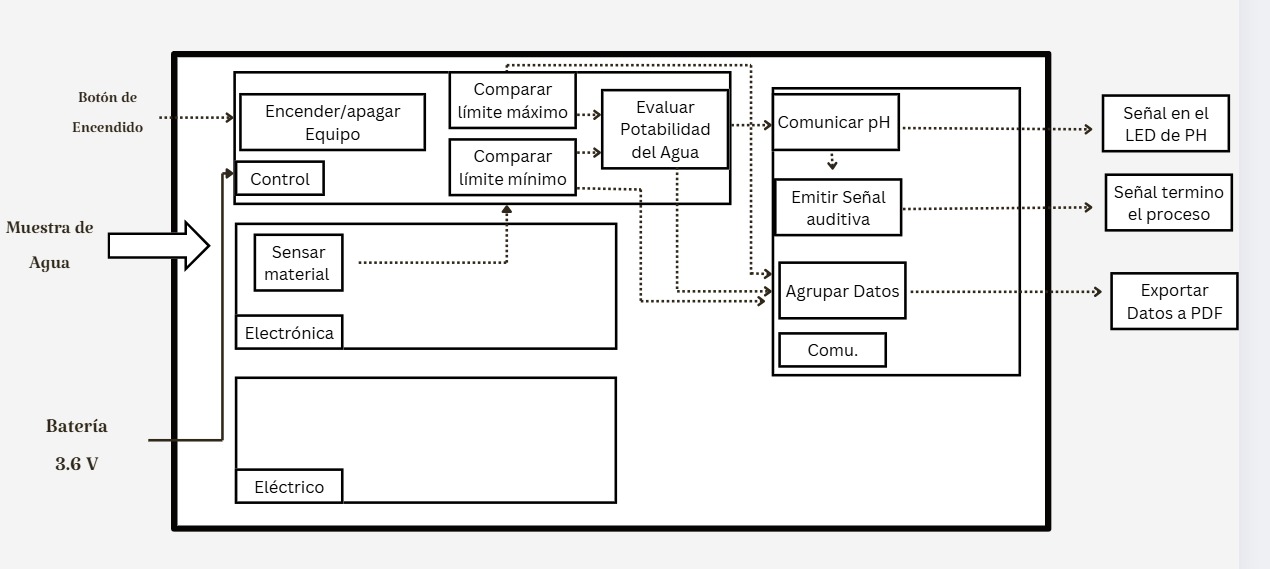 Botón de
Encendido
Muestra de
Agua
Batería
3.6 V
Encender/apagar
Equipo
Control
Comparar
límite máximo
Comparar
límite mínimo
Evaluar
Potabilidad
del Agua
Sensar
material
Electrónica
Eléctrico
Comunicar pH
Emitir Señal
auditiva
Agrupar Datos
Comu.
Señal en el
LED de PH
Señal termino
el proceso
Exportar
Datos a PDF